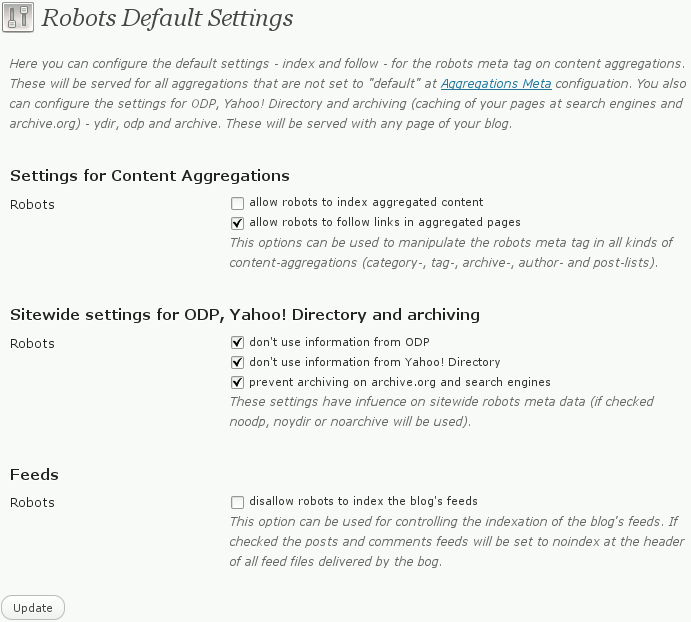 Robots Default Settings
Here you can configure the default settings - index and follow - for the robots meta tag on content aggregations.
These will be served for all aggregations that are not set to "default" at Aggregations Meta configuation. You also
can configure the settings for ODP, Yahoo! Directory and archiving (caching of your pages at search engines and
archive.org) - ydir, odp and archive. These will be served with any page of your blog.
Settings for Content Aggregations
Robots
allow robots to index aggregated content
allow robots to follow links in aggregated pages
This options can be used to manipulate the robots meta tag in all kinds of
content-aggregations (category-, tag-, archive-, author- and post-lists).
Sitewide settings for ODP, Yahoo! Directory and archiving
Robots
don't use information from ODP
don't use information from Yahoo! Directory
prevent archiving on archive.org and search engines
These settings have infuence on sitewide robots meta data (if checked
noodp, noydir or noarchive will be used).
Feeds
Robots
disallow robots to index the blog's feeds
This option can be used for controlling the indexation of the blog's feeds. If
checked the posts and comments feeds will be set to noindex at the header
of all feed files delivered by the bog.
Update